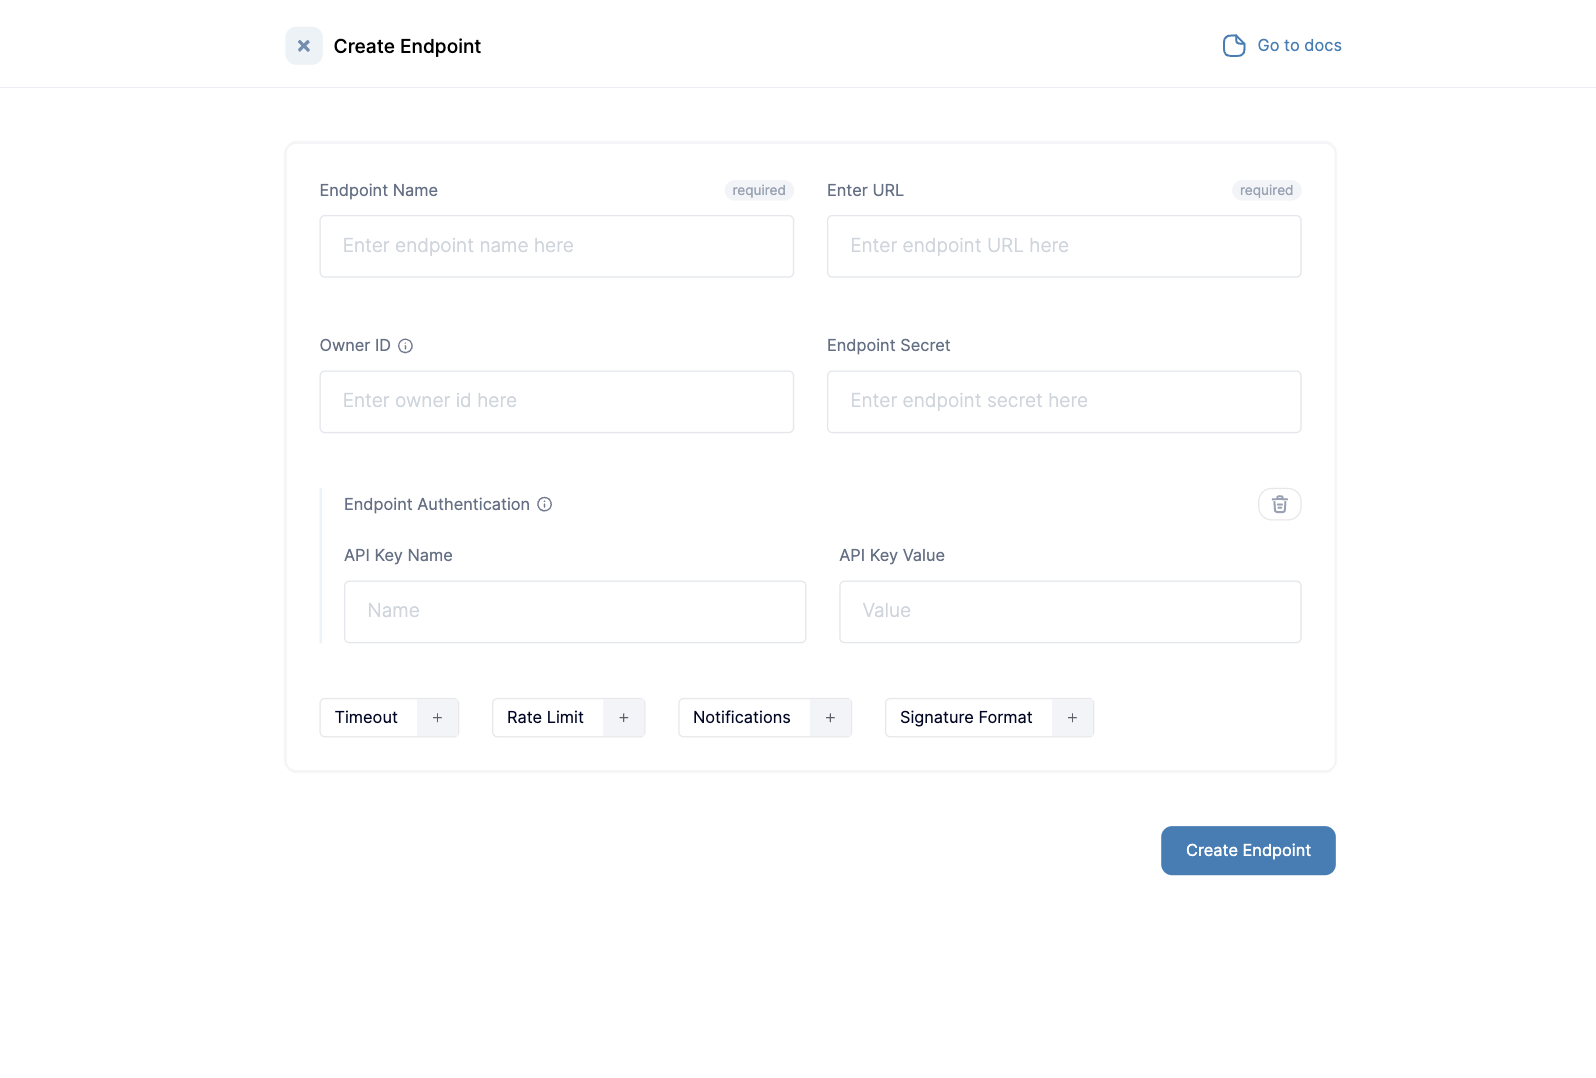 Create Endpoint
Go to docs
Endpoint Name
required
Enter URL
required
Enter endpoint name here
Enter endpoint URL here
Owner ID
Endpoint Secret
Enter owner id here
Enter endpoint secret here
Endpoint Authentication
API Key Name
API Key Value
Name
Value
Timeout +
Rate Limit +
Notifications +
Signature Format +
Create Endpoint